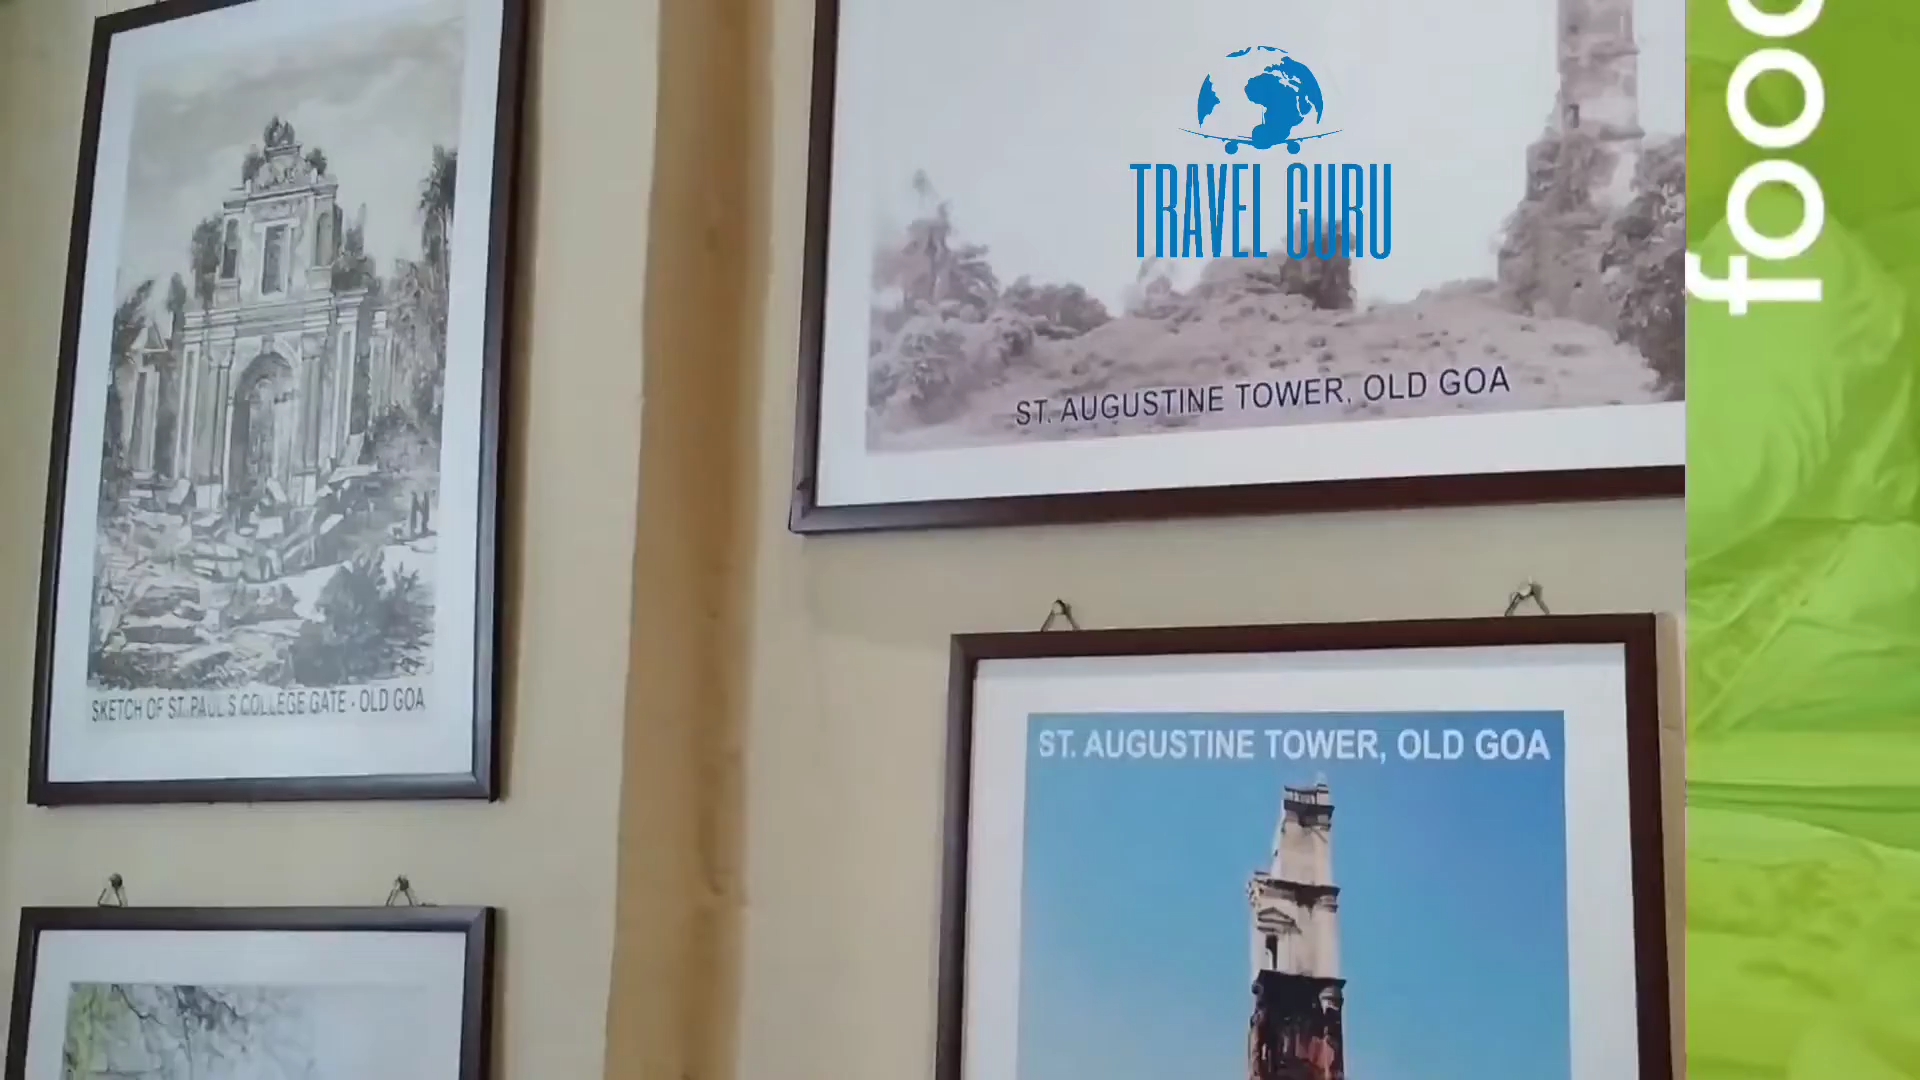 TRAVEL GURU
ST. AUGUSTINE TOWER, OLD GOA
SKETCH OF ST. PAUL'S COLLEGE GATE - OLD GOA
ST. AUGUSTINE TOWER, OLD GOA